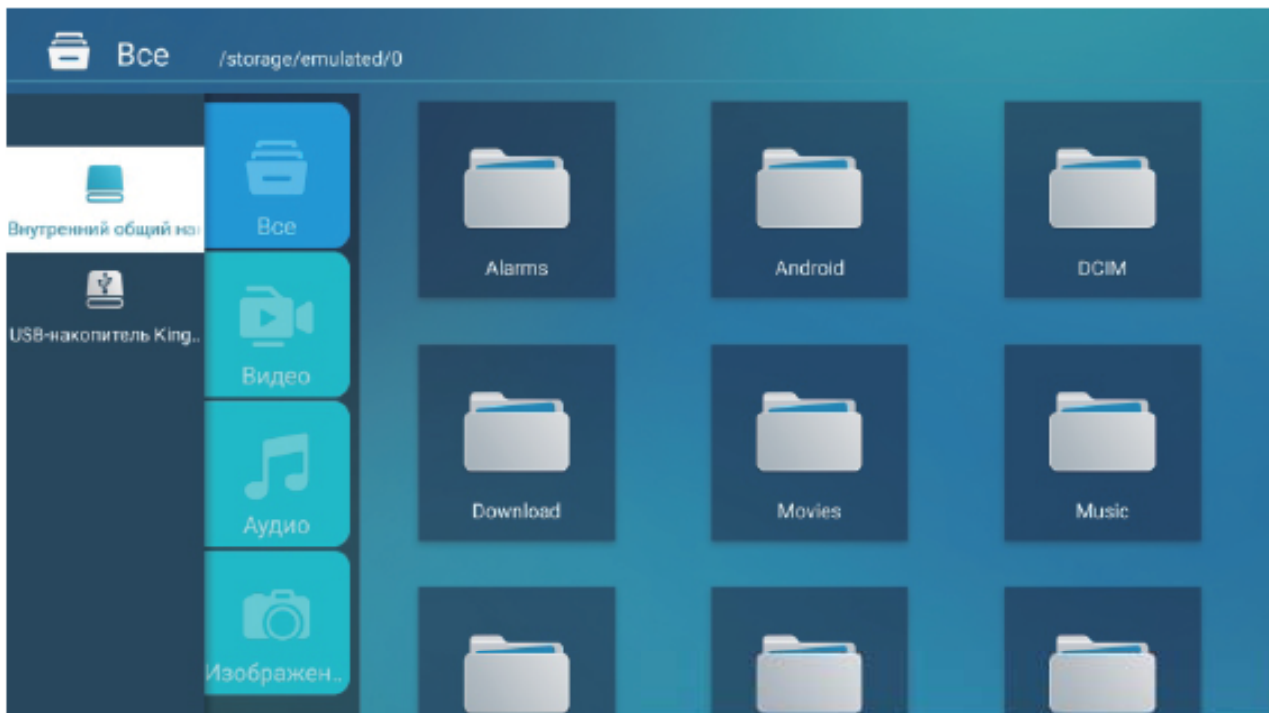 Все /storage/emulated/0
Внутренний общий на
USB-накопитель King..
Все
Видео
Аудио
Изображен..
Alarms Android DCIM
Download Movies Music